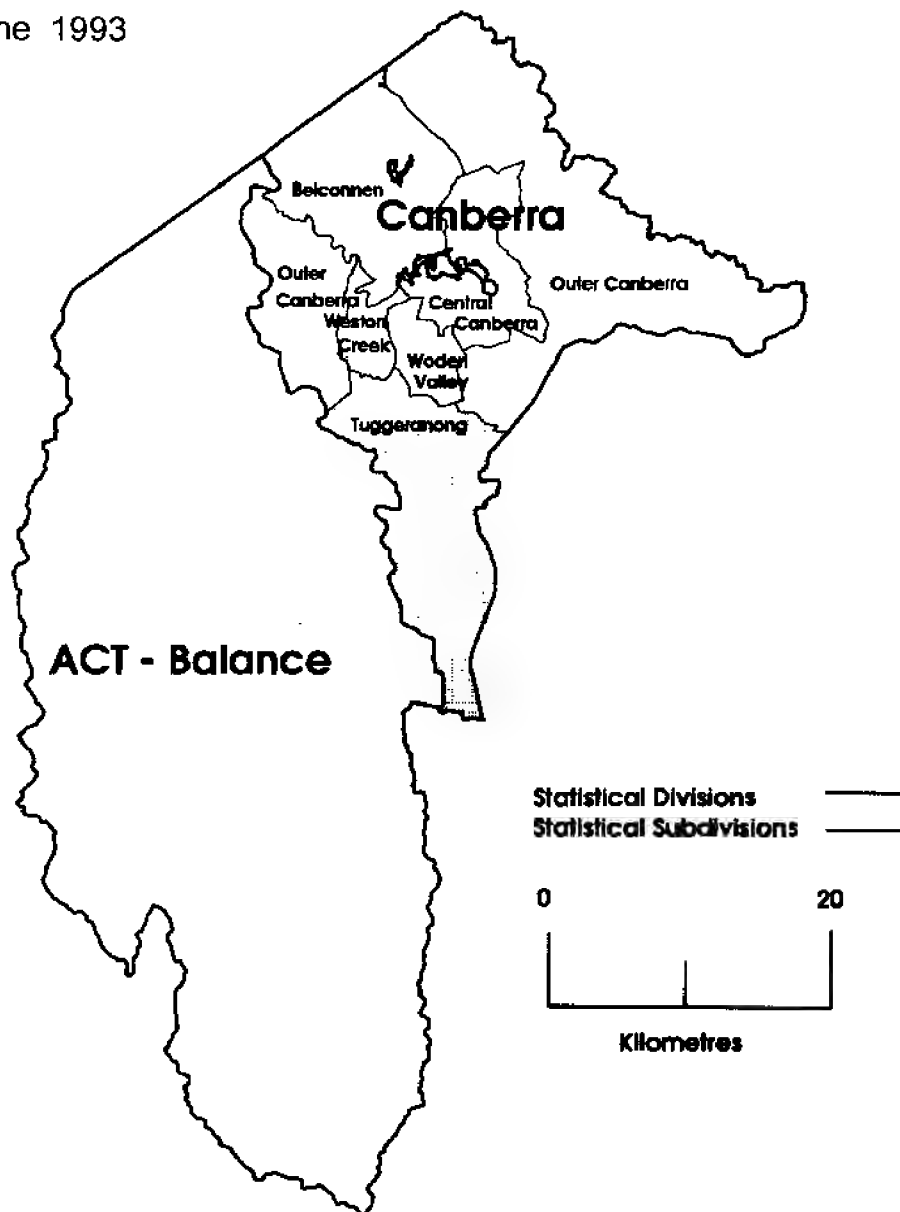 1993
Belconnen
Canberra
Outer
Canberra
Outer Canberra
Central
Canberra
Weston
Creek
Woden
Valley
Tuggeranong
ACT - Balance
Statistical Divisions
Statistical Subdivisions
0 20
Kilometres